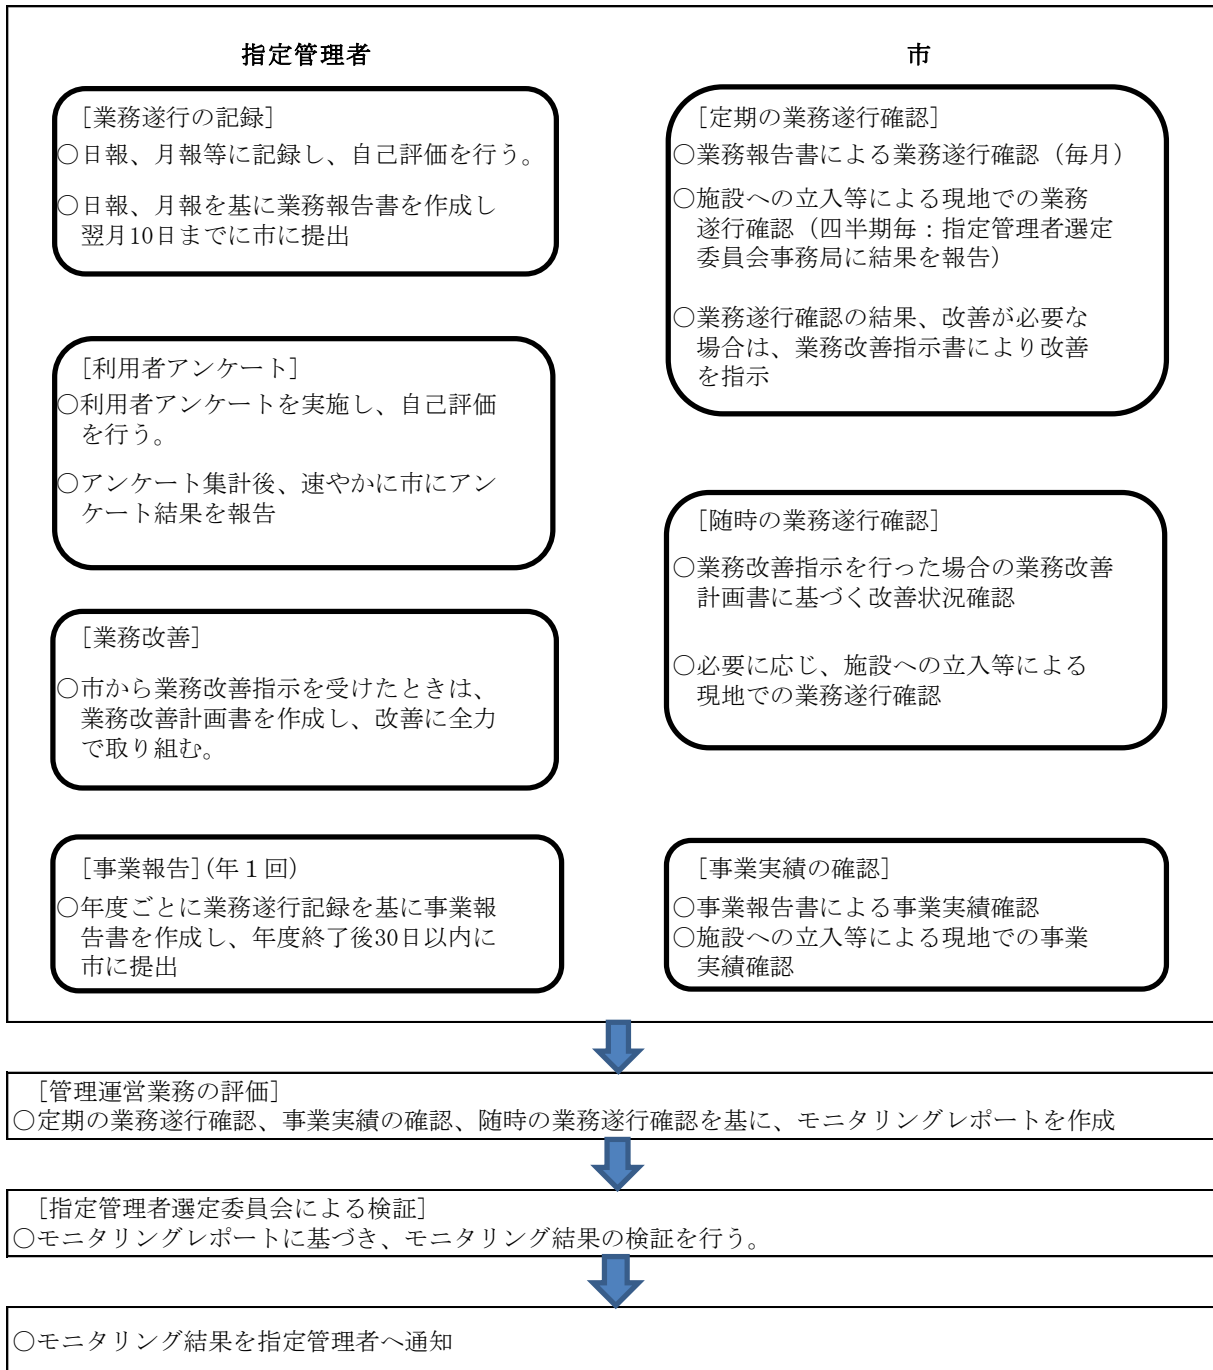 指定管理者
［業務遂行の記録］
○日報、月報等に記録し、自己評価を行う。
○日報、月報を基に業務報告書を作成し
翌月10日までに市に提出
［利用者アンケート］
○利用者アンケートを実施し、自己評価
を行う。
○アンケート集計後、速やかに市にアン
ケート結果を報告
［業務改善］
○市から業務改善指示を受けたときは、
業務改善計画書を作成し、改善に全力
で取り組む。
［事業報告］(年１回)
○年度ごとに業務遂行記録を基に事業報
告書を作成し、年度終了後30日以内に
市に提出
市
［定期の業務遂行確認］
○業務報告書による業務遂行確認（毎月）
○施設への立入等による現地での業務
遂行確認（四半期毎：指定管理者選定
委員会事務局に結果を報告）
○業務遂行確認の結果、改善が必要な
場合は、業務改善指示書により改善
を指示
［随時の業務遂行確認］
○業務改善指示を行った場合の業務改善
計画書に基づく改善状況確認
○必要に応じ、施設への立入等による
現地での業務遂行確認
［事業実績の確認］
○事業報告書による事業実績確認
○施設への立入等による現地での事業
実績確認
［管理運営業務の評価］
○定期の業務遂行確認、事業実績の確認、随時の業務遂行確認を基に、モニタリングレポートを作成
［指定管理者選定委員会による検証］
○モニタリングレポートに基づき、モニタリング結果の検証を行う。
○モニタリング結果を指定管理者へ通知